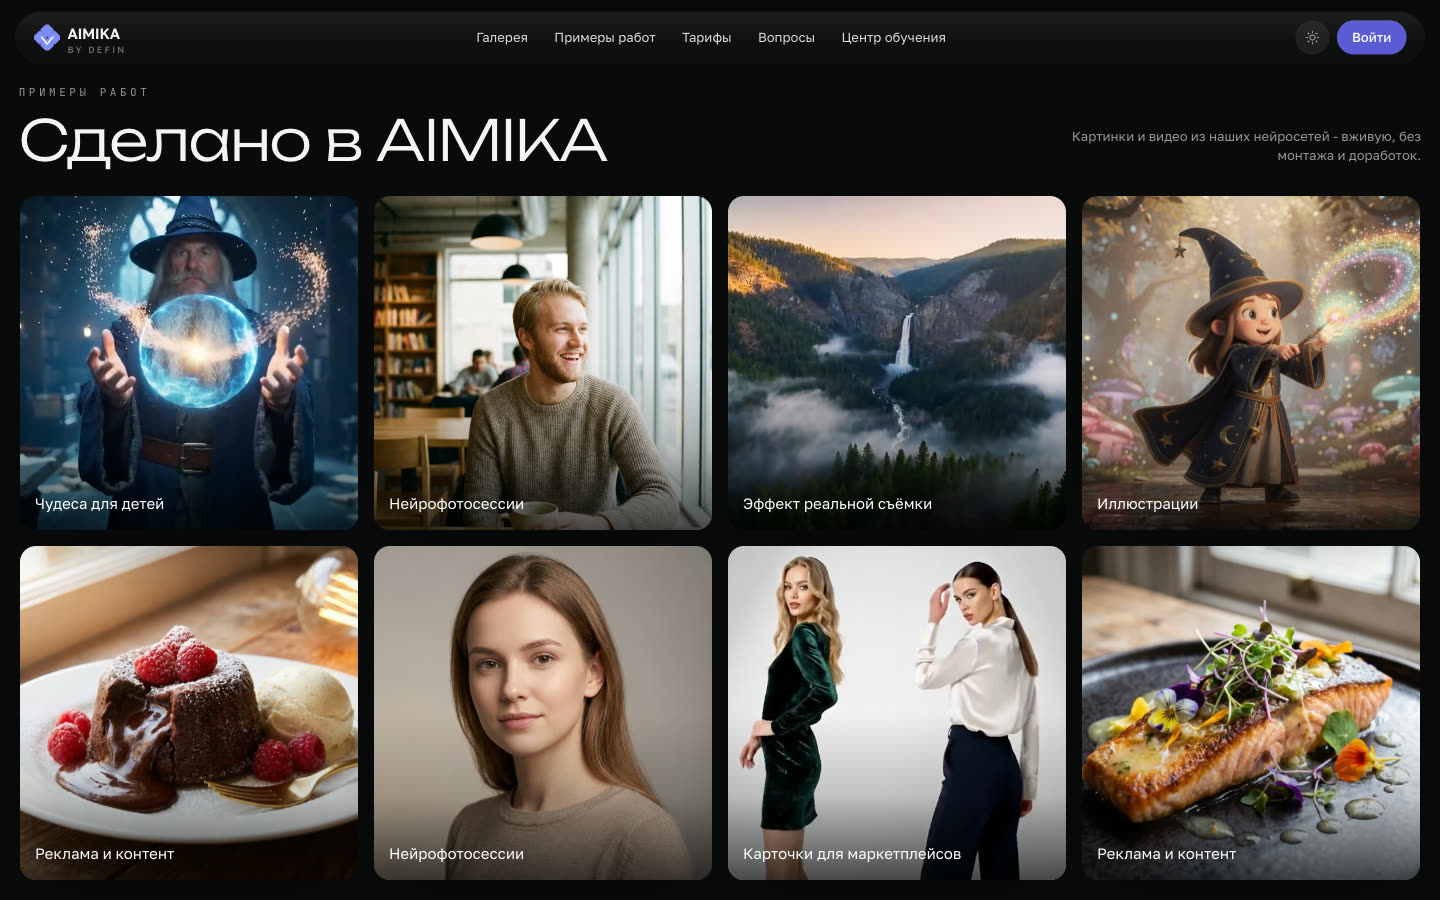 AIMIKA
BY DEFIN
Галерея
Примеры работ
Тарифы
Вопросы
Центр обучения
Войти
ПРИМЕРЫ РАБОТ
Сделано в AIMIKA
Картинки и видео из наших нейросетей - вживую, без
монтажа и доработок.
Чудеса для детей
Нейрофотосессии
Эффект реальной съёмки
Иллюстрации
Реклама и контент
Нейрофотосессии
Карточки для маркетплейсов
Реклама и контент